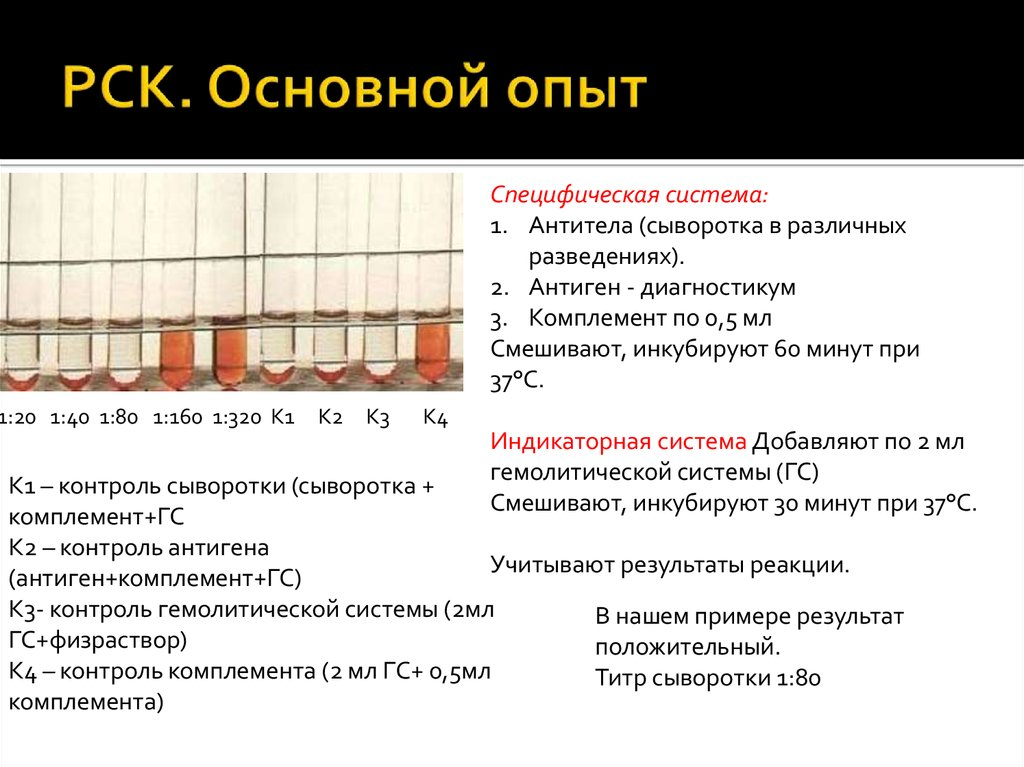 РСК. Основной опыт
1:20 1:40 1:80 1:160 1:320 К1 К2 К3 К4
К1 – контроль сыворотки (сыворотка +
комплемент+ГС
К2 – контроль антигена
(антиген+комплемент+ГС)
К3- контроль гемолитической системы (2мл
ГС+физраствор)
К4 – контроль комплемента (2 мл ГС+ 0,5мл
комплемента)
Специфическая система:
1. Антитела (сыворотка в различных
разведениях).
2. Антиген - диагностикум
3. Комплемент по 0,5 мл
Смешивают, инкубируют 60 минут при
37°С.
Индикаторная система Добавляют по 2 мл
гемолитической системы (ГС)
Смешивают, инкубируют 30 минут при 37°С.
Учитывают результаты реакции.
В нашем примере результат
положительный.
Титр сыворотки 1:80